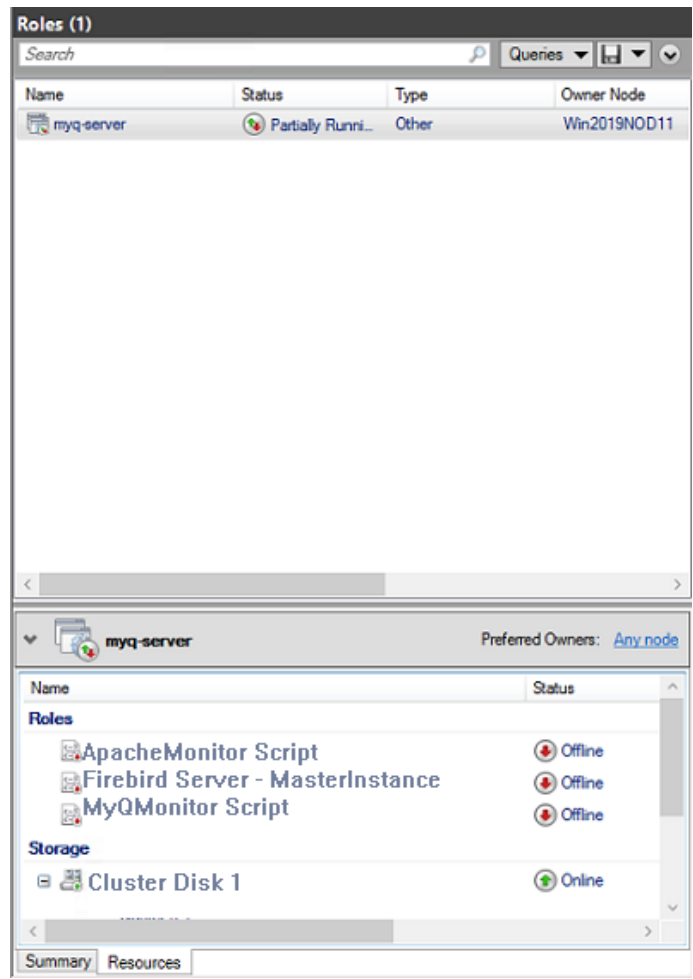 Roles (1)
Search Queries
Name Status Type Owner Node
myq-server Partially Runni... Other Win2019NOD11
myq-server Preferred Owners: Any node
Name Status
Roles
ApacheMonitor Script Offline
Firebird Server - MasterInstance Offline
MyQMonitor Script Offline
Storage
Cluster Disk 1 Online
Summary Resources